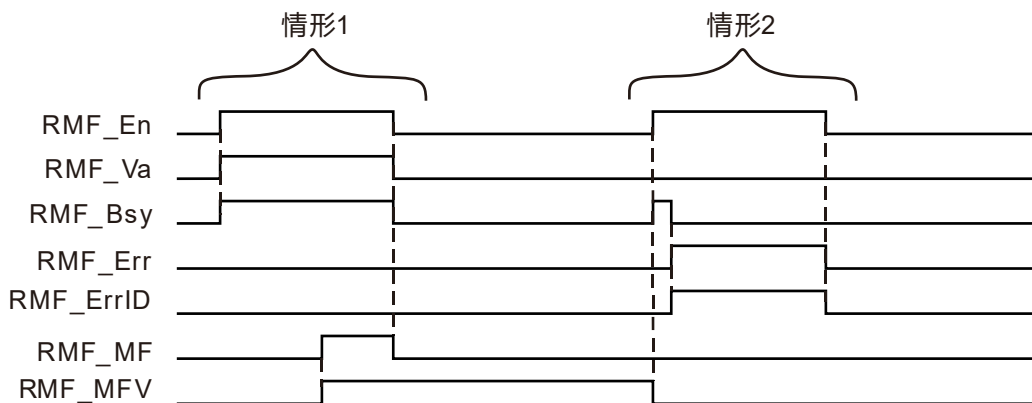 情形1 情形2
RMF_En
RMF_Va
RMF_Bsy
RMF_Err
RMF_ErrID
RMF_MF
RMF_MFV